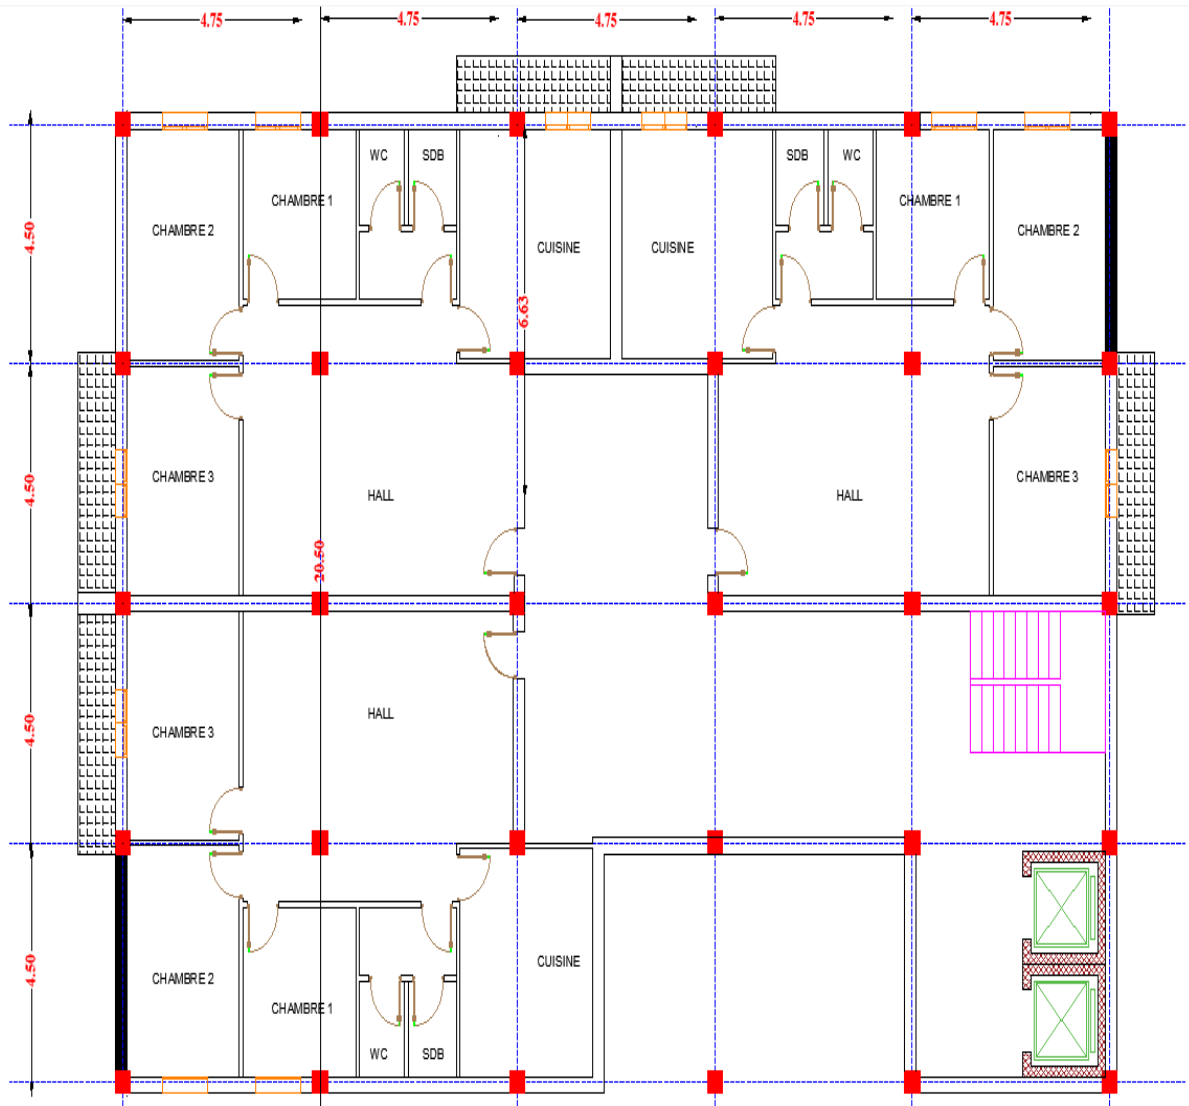 4.75 4.75 4.75 4.75 4.75
WC SDB SDB WC
CHAMBRE 1 CHAMBRE 1
CHAMBRE 2 CUISINE CUISINE CHAMBRE 2
4.50
6.63
CHAMBRE 3 HALL HALL CHAMBRE 3
4.50
20.50
CHAMBRE 3 HALL
4.50
CHAMBRE 2 CUISINE
4.50
CHAMBRE 1
WC SDB